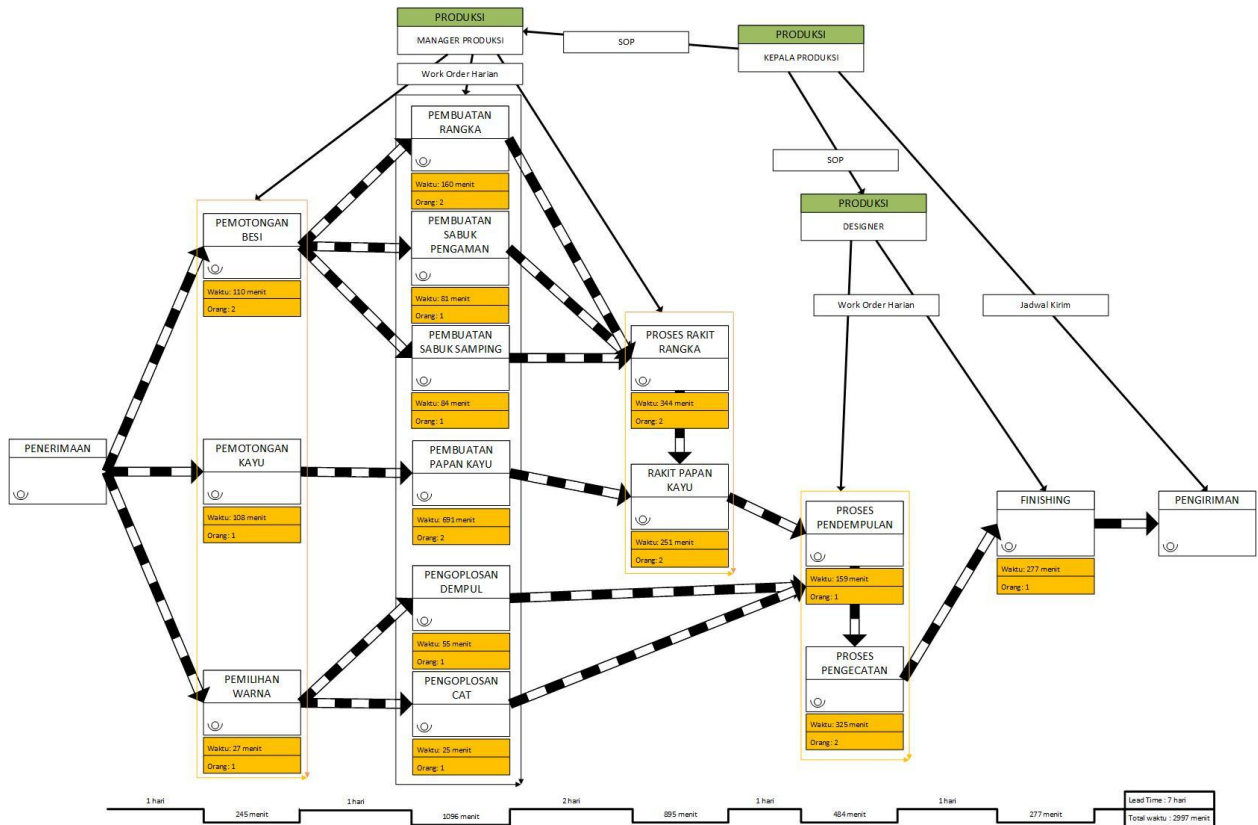 PRODUKSI
MANAGER PRODUKSI
SOP
PRODUKSI
KEPALA PRODUKSI
Work Order Harian
SOP
PRODUKSI
DESIGNER
Work Order Harian
Jadwal Kirim
PENERIMAAN
PEMOTONGAN
BESI
Waktu: 110 menit
Orang: 2
PEMOTONGAN
KAYU
Waktu: 108 menit
Orang: 1
PEMILIHAN
WARNA
Waktu: 27 menit
Orang: 1
PEMBUATAN
RANGKA
Waktu: 160 menit
Orang: 2
PEMBUATAN
SABUK
PENGAMAN
Waktu: 81 menit
Orang: 1
PEMBUATAN
SABUK SAMPING
Waktu: 84 menit
Orang: 1
PEMBUATAN
PAPAN KAYU
Waktu: 691 menit
Orang: 2
PENGOPLOSAN
DEMPUL
Waktu: 55 menit
Orang: 1
PENGOPLOSAN
CAT
Waktu: 25 menit
Orang: 1
PROSES RAKIT
RANGKA
Waktu: 344 menit
Orang: 2
RAKIT PAPAN
KAYU
Waktu: 251 menit
Orang: 2
PROSES
PENDEMPULAN
Waktu: 159 menit
Orang: 1
PROSES
PENGECATAN
Waktu: 325 menit
Orang: 2
FINISHING
Waktu: 277 menit
Orang: 1
PENGIRIMAN
1 hari
245 menit
1 hari
1096 menit
2 hari
895 menit
1 hari
484 menit
1 hari
277 menit
Lead Time : 7 hari
Total waktu : 2997 menit